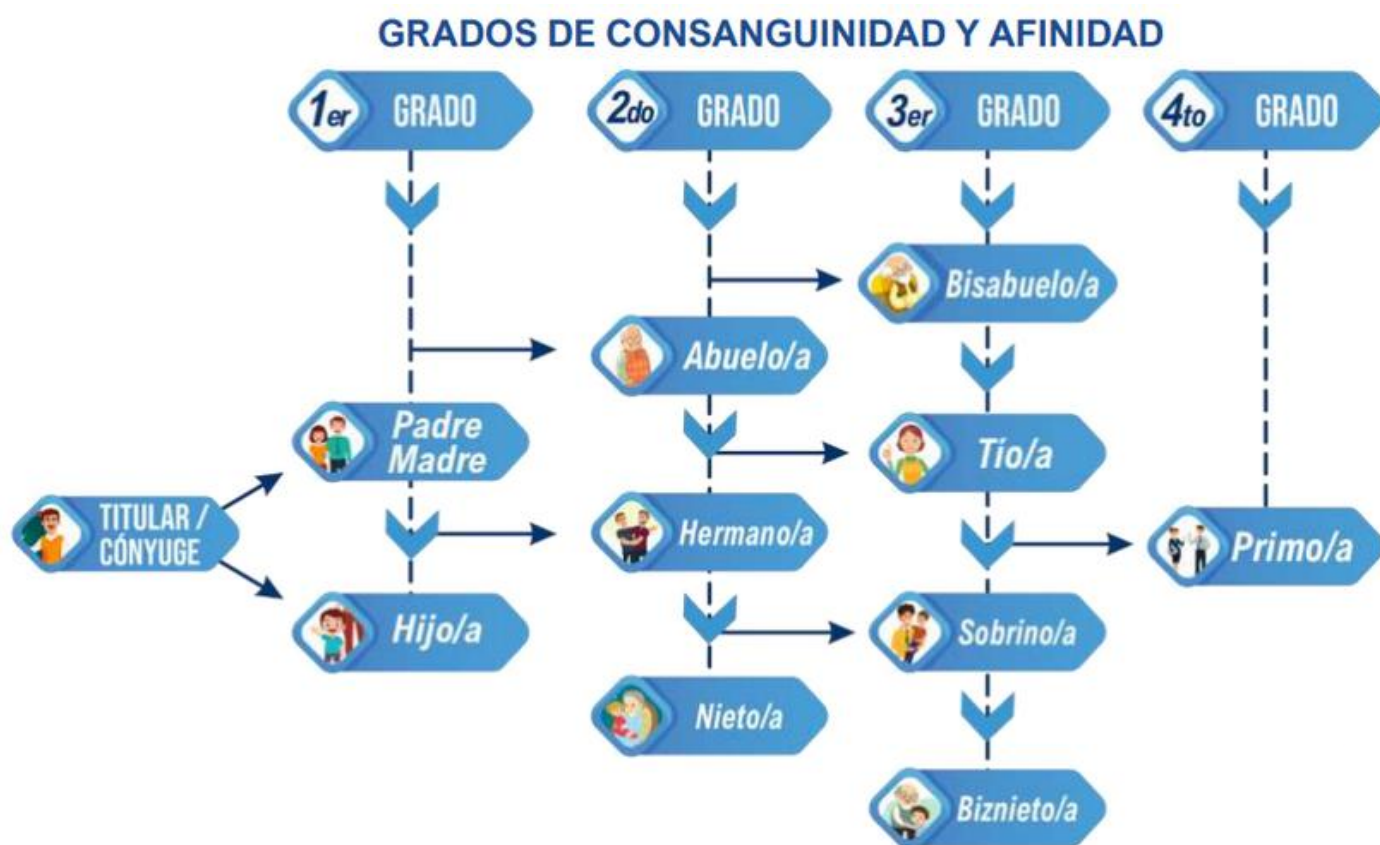 GRADOS DE CONSANGUINIDAD Y AFINIDAD
1er GRADO
2do GRADO
3er GRADO
4to GRADO
Bisabuelo/a
Abuelo/a
Padre
Madre
Tío/a
TITULAR /
CÓNYUGE
Hermano/a
Primo/a
Hijo/a
Sobrino/a
Nieto/a
Biznieto/a